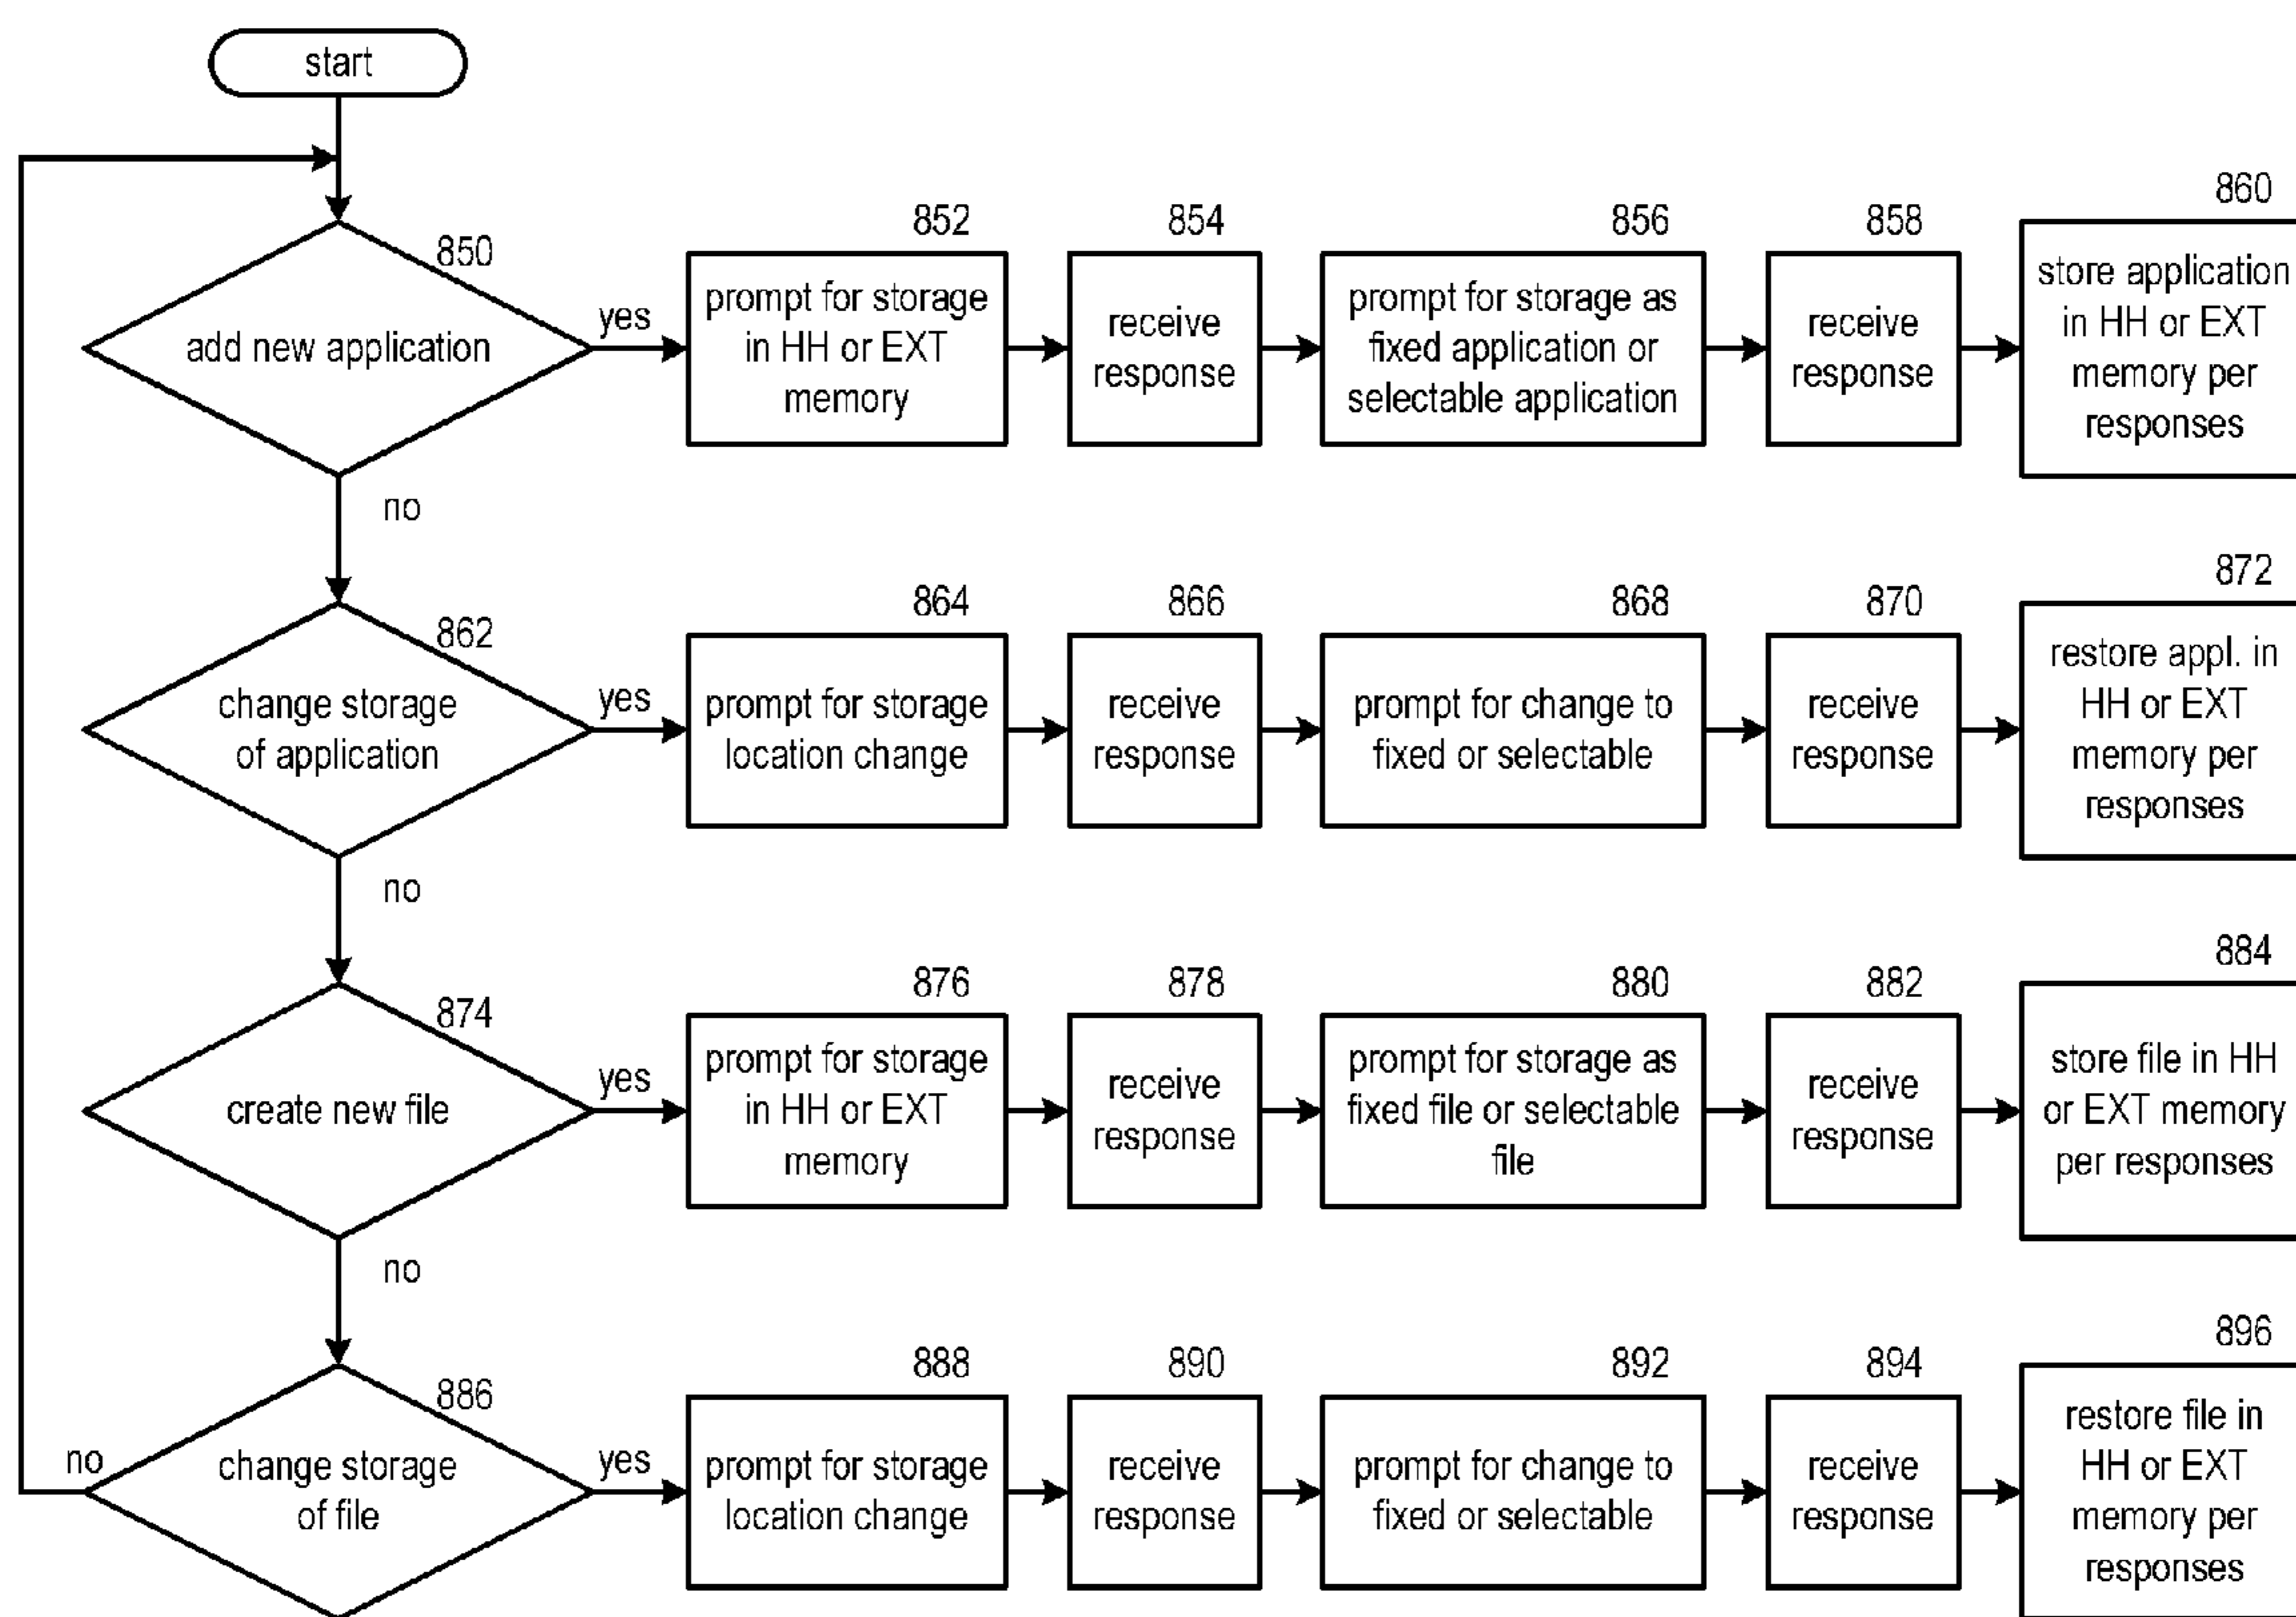 start
860
852
854
856
858
850
store application
in HH or EXT
memory per
responses
prompt for storage
in HH or EXT
memory
receive
response
prompt for storage as
fixed application or
selectable application
receive
response
yes
add new application
no
872
864
866
868
870
862
restore appl. in
HH or EXT
memory per
responses
yes
change storage
of application
prompt for storage
location change
receive
response
prompt for change to
fixed or selectable
receive
response
no
884
876
878
880
882
874
store file in HH
or EXT memory
per responses
yes
create new file
prompt for storage
in HH or EXT
memory
receive
response
prompt for storage as
fixed file or selectable
file
receive
response
no
896
888
890
892
894
886
restore file in
HH or EXT
memory per
responses
no
yes
change storage
of file
prompt for storage
location change
receive
response
prompt for change to
fixed or selectable
receive
response